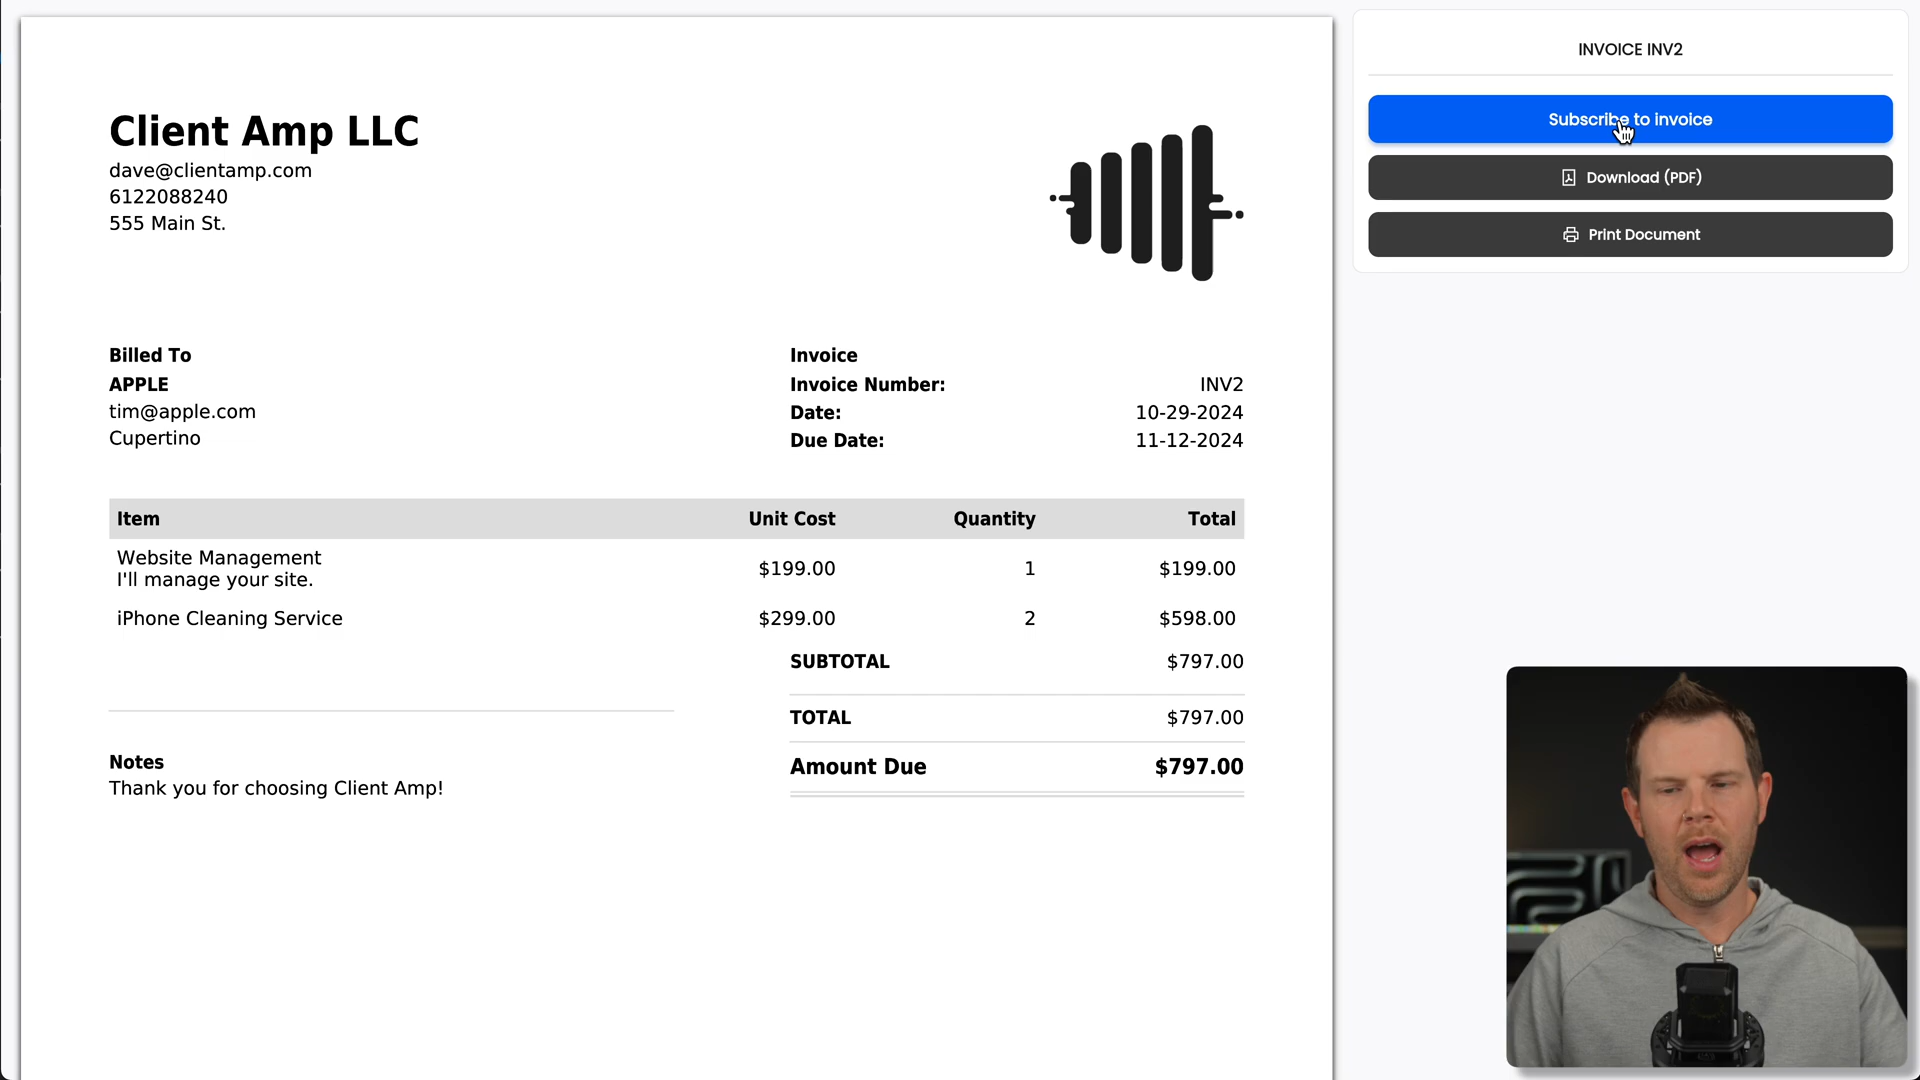 Client Amp LLC
dave@clientamp.com
6122088240
555 Main St.
Billed To
APPLE
tim@apple.com
Cupertino
Invoice
Invoice Number: INV2
Date: 10-29-2024
Due Date: 11-12-2024
Item Unit Cost Quantity Total
Website Management
I'll manage your site.
$199.00 1 $199.00
iPhone Cleaning Service $299.00 2 $598.00
SUBTOTAL $797.00
TOTAL $797.00
Amount Due $797.00
Notes
Thank you for choosing Client Amp!
INVOICE INV2
Subscribe to invoice
Download (PDF)
Print Document